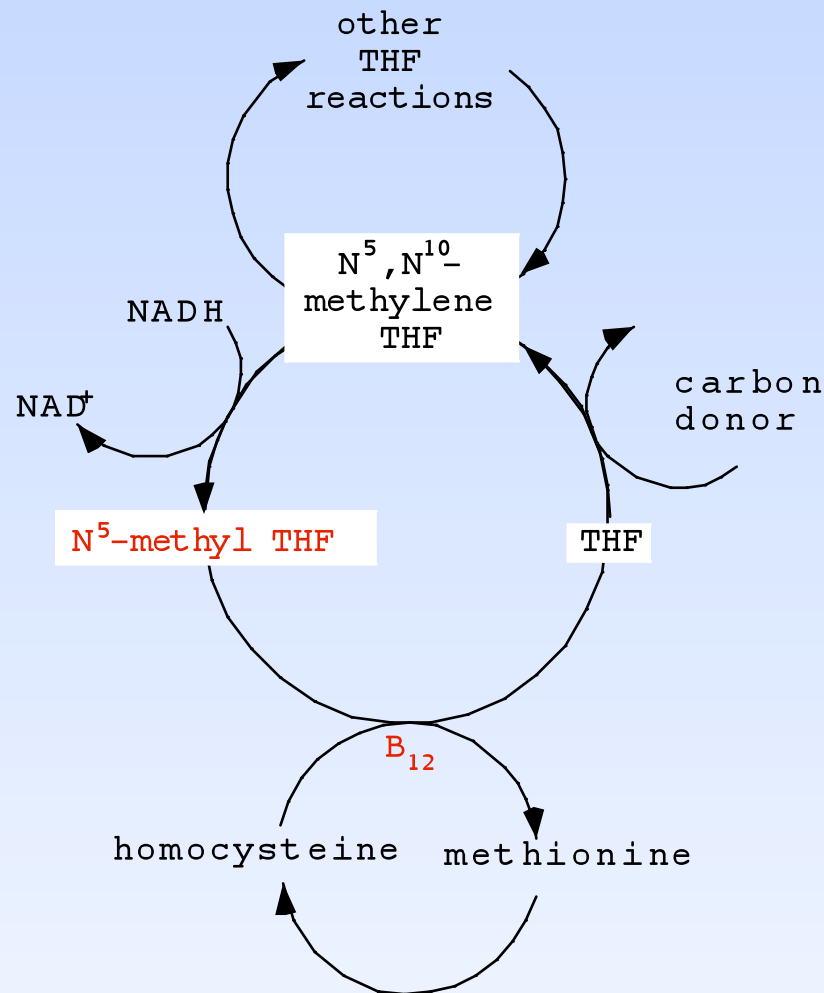 other
THF
reactions
N⁵,N¹⁰-
methylene
THF
NADH
NAD⁺
carbon
donor
N⁵-methyl THF
THF
B₁₂
homocysteine
methionine